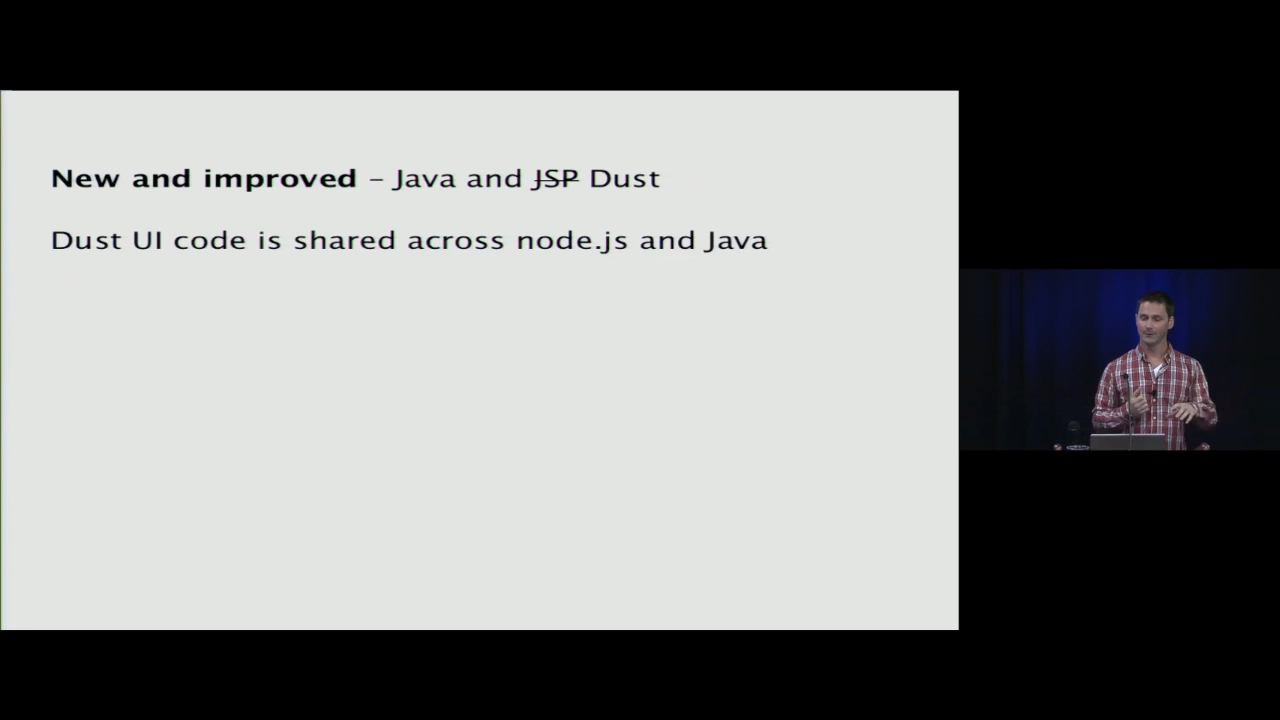 New and improved – Java and JSP Dust
Dust UI code is shared across node.js and Java